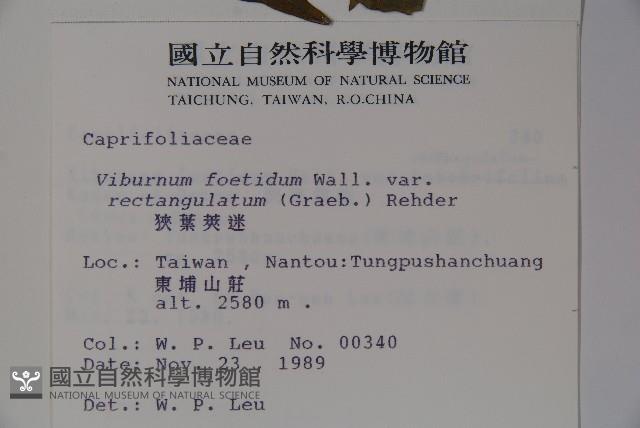 國立自然科學博物館
NATIONAL MUSEUM OF NATURAL SCIENCE
TAICHUNG, TAIWAN, R.O.CHINA
Caprifoliaceae
Viburnum foetidum Wall. var.
rectangulatum (Graeb.) Rehder
狹葉莢迷
Loc.: Taiwan , Nantou:Tungpushanchuang
東埔山莊
alt. 2580 m .
Col.: W. P. Leu No. 00340
Date: Nov. 23 , 1989
國立自然科學博物館
NATIONAL MUSEUM OF NATURAL SCIENCE
Det.: W. P. Leu